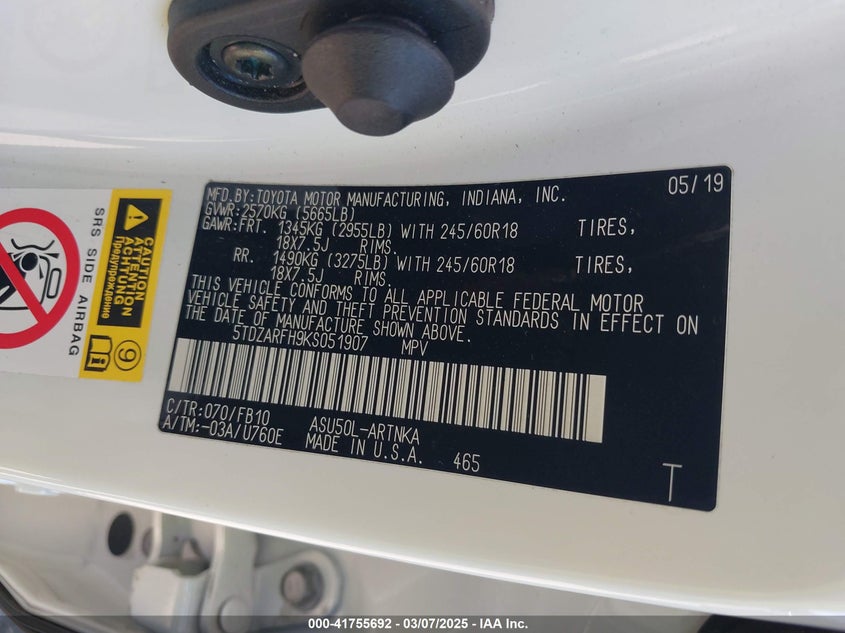 MFD.BY:TOYOTA MOTOR MANUFACTURING, INDIANA, INC. 05/19
GVWR:2570KG (5665LB)
GAWR:FRT. 1345KG (2955LB) WITH 245/60R18 TIRES,
18X7.5J RIMS.
RR. 1490KG (3275LB) WITH 245/60R18 TIRES,
18X7.5J RIMS.
THIS VEHICLE CONFORMS TO ALL APPLICABLE FEDERAL MOTOR
VEHICLE SAFETY AND THEFT PREVENTION STANDARDS IN EFFECT ON
THE DATE OF MANUFACTURE SHOWN ABOVE.
5TDZARFH9KS051907 MPV
C/TR:070/FB10 ASU50L-ARTNKA
A/TM:-03A/U760E MADE IN U.S.A. 465
T
CAUTION
ATTENTION
ACHTUNG
Предупреждение
9
SRS SIDE AIRBAG
000-41755692 - 03/07/2025 - IAA Inc.